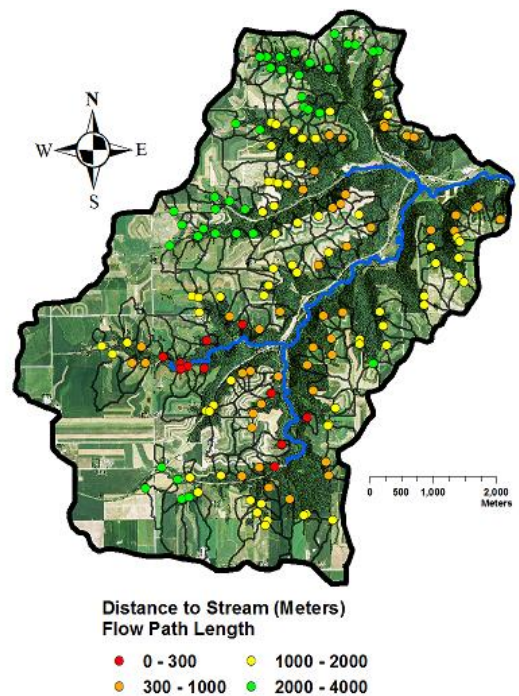 N
W E
S
0 500 1,000 2,000
Meters
Distance to Stream (Meters)
Flow Path Length
0 - 300 1000 - 2000
300 - 1000 2000 - 4000